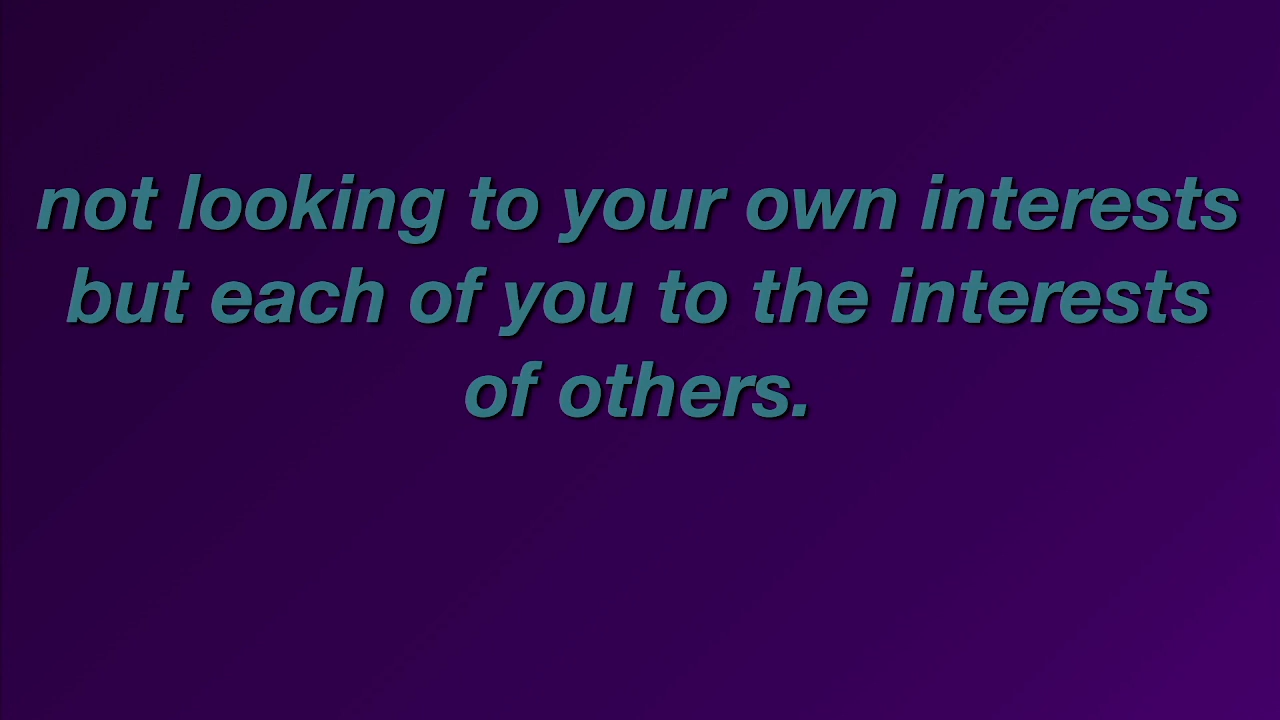 not looking to your own interests
but each of you to the interests
of others.